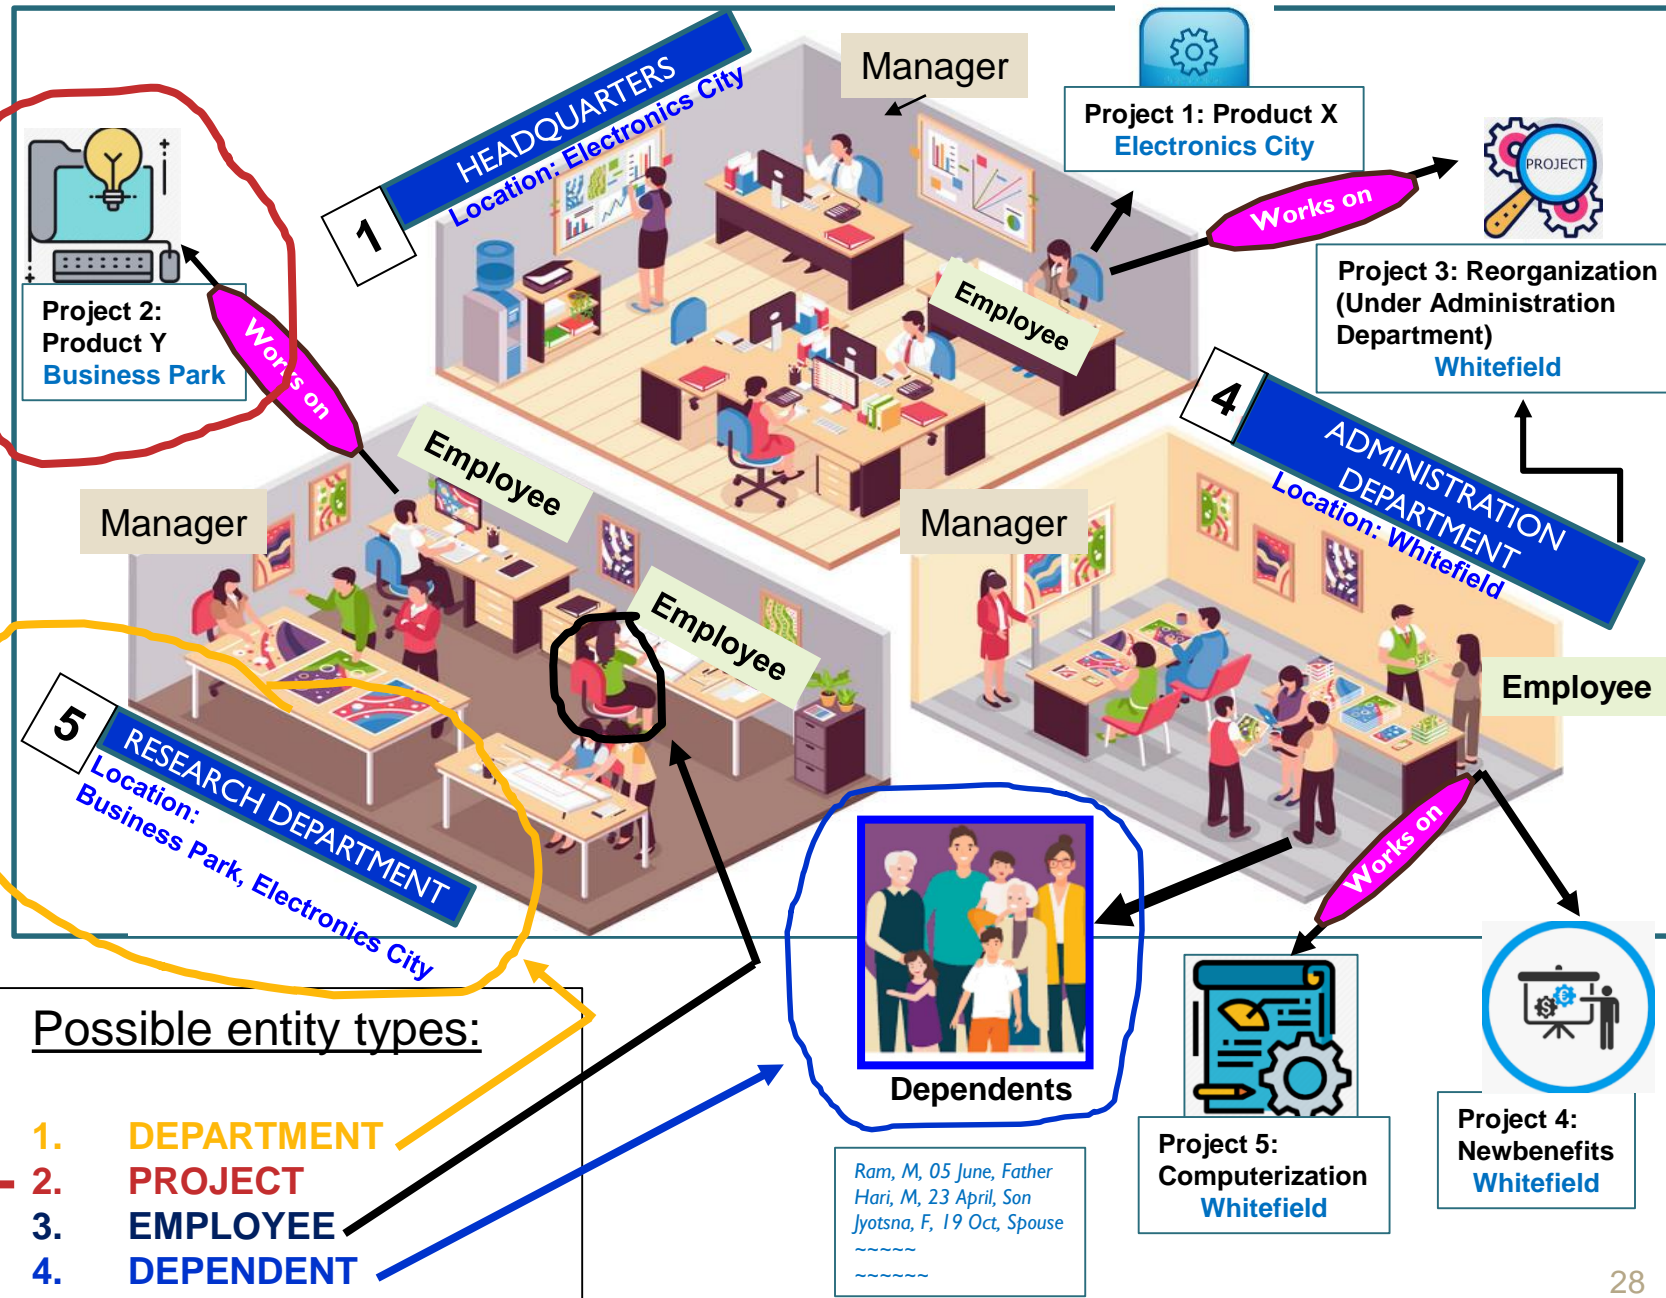 Manager
HEADQUARTERS
Location: Electronics City
1
Project 1: Product X
Electronics City
PROJECT
Works on
Project 3: Reorganization
(Under Administration
Department)
Whitefield
Project 2:
Product Y
Business Park
Works on
Employee
Employee
Manager
Employee
Manager
4
ADMINISTRATION
DEPARTMENT
Location: Whitefield
Employee
5
RESEARCH DEPARTMENT
Location:
Business Park, Electronics City
Works on
Dependents
Ram, M, 05 June, Father
Hari, M, 23 April, Son
Jyotsna, F, 19 Oct, Spouse
~~~~~
~~~~~~
Project 5:
Computerization
Whitefield
$
€
Project 4:
Newbenefits
Whitefield
Possible entity types:
1. DEPARTMENT
2. PROJECT
3. EMPLOYEE
4. DEPENDENT
28